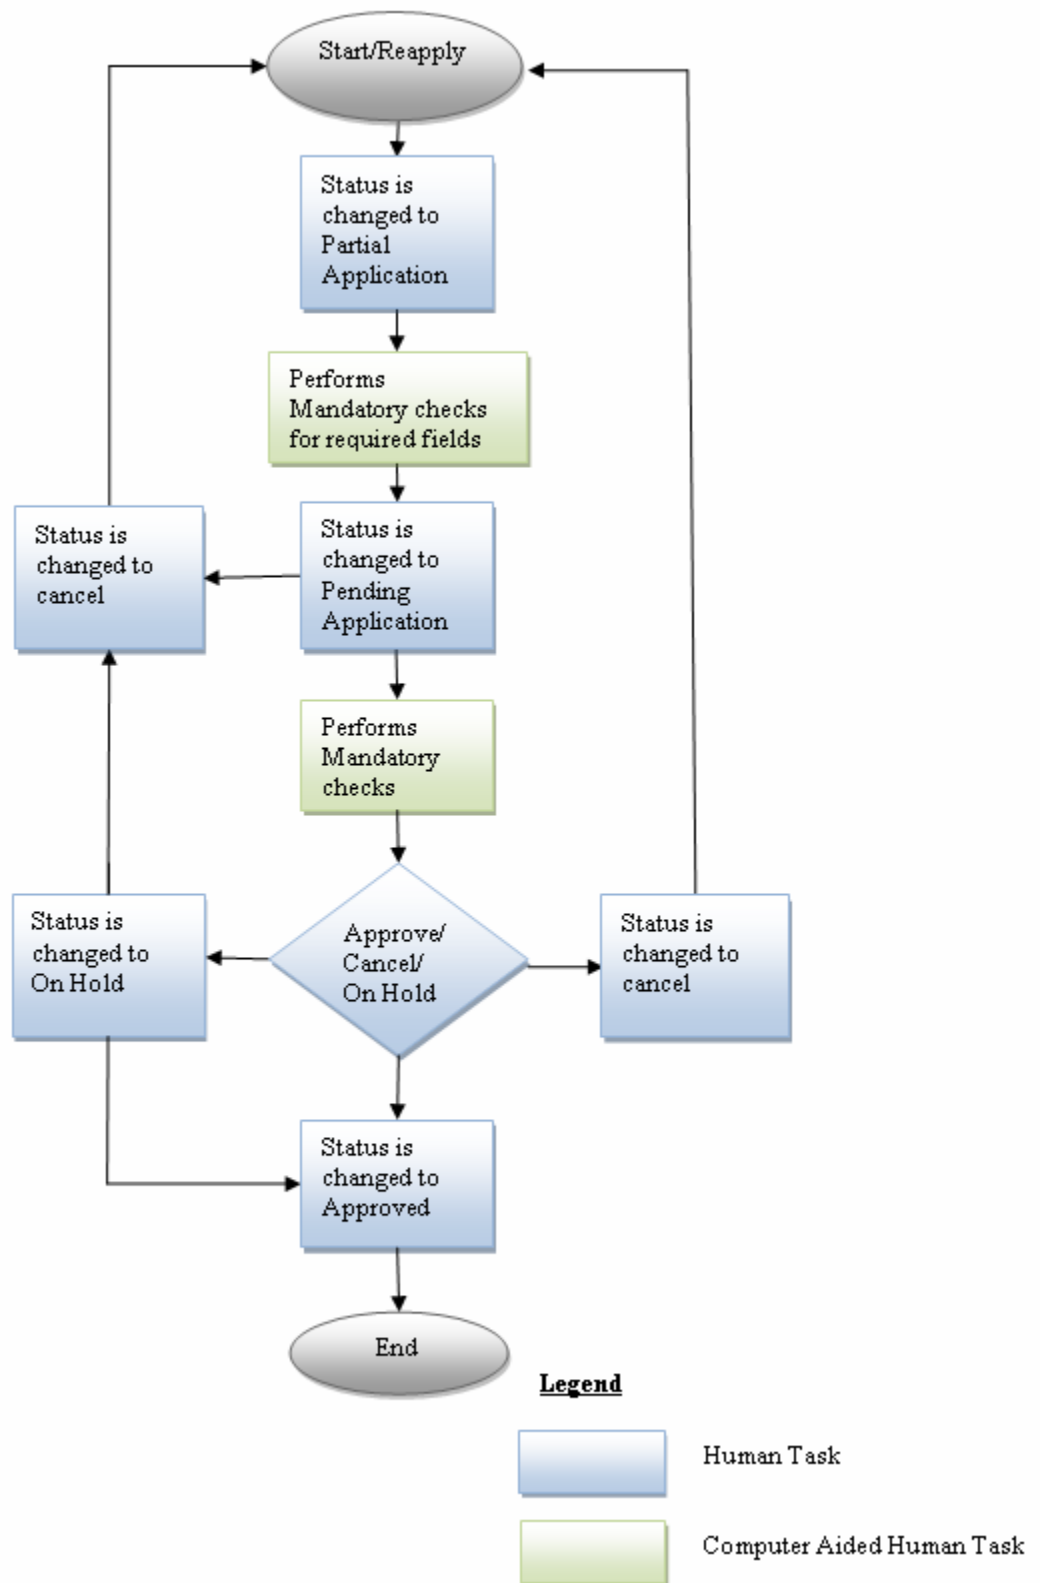 Start/Reapply
Status is
changed to
Partial
Application
Performs
Mandatory checks
for required fields
Status is
changed to
cancel
Status is
changed to
Pending
Application
Performs
Mandatory
checks
Status is
changed to
On Hold
Approve/
Cancel/
On Hold
Status is
changed to
cancel
Status is
changed to
Approved
End
Legend
Human Task
Computer Aided Human Task